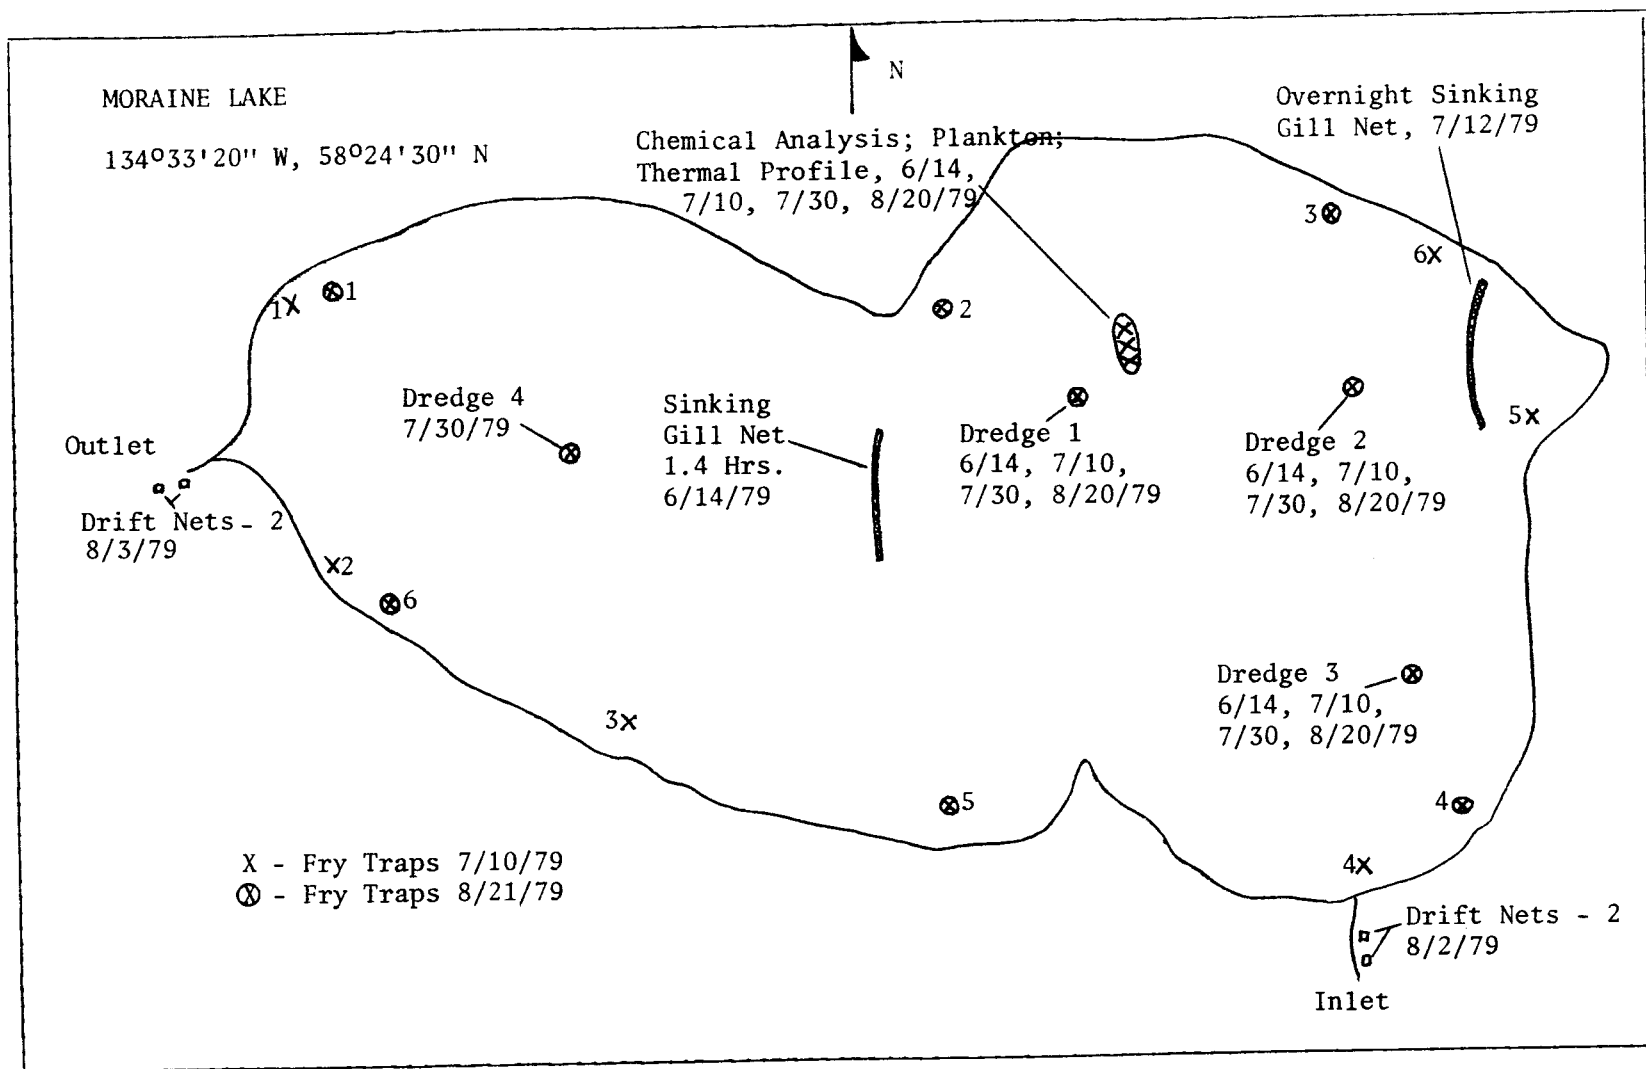 MORAINE LAKE
134°33'20" W, 58°24'30" N
N
Chemical Analysis; Plankton;
Thermal Profile, 6/14,
7/10, 7/30, 8/20/79
Overnight Sinking
Gill Net, 7/12/79
3
6X
1X
1
2
Dredge 4
7/30/79
Sinking
Gill Net
1.4 Hrs.
6/14/79
Dredge 1
6/14, 7/10,
7/30, 8/20/79
Dredge 2
6/14, 7/10,
7/30, 8/20/79
5X
Outlet
Drift Nets - 2
8/3/79
X2
6
3X
Dredge 3
6/14, 7/10,
7/30, 8/20/79
5
4
4X
X - Fry Traps 7/10/79
Ⓧ - Fry Traps 8/21/79
Drift Nets - 2
8/2/79
Inlet